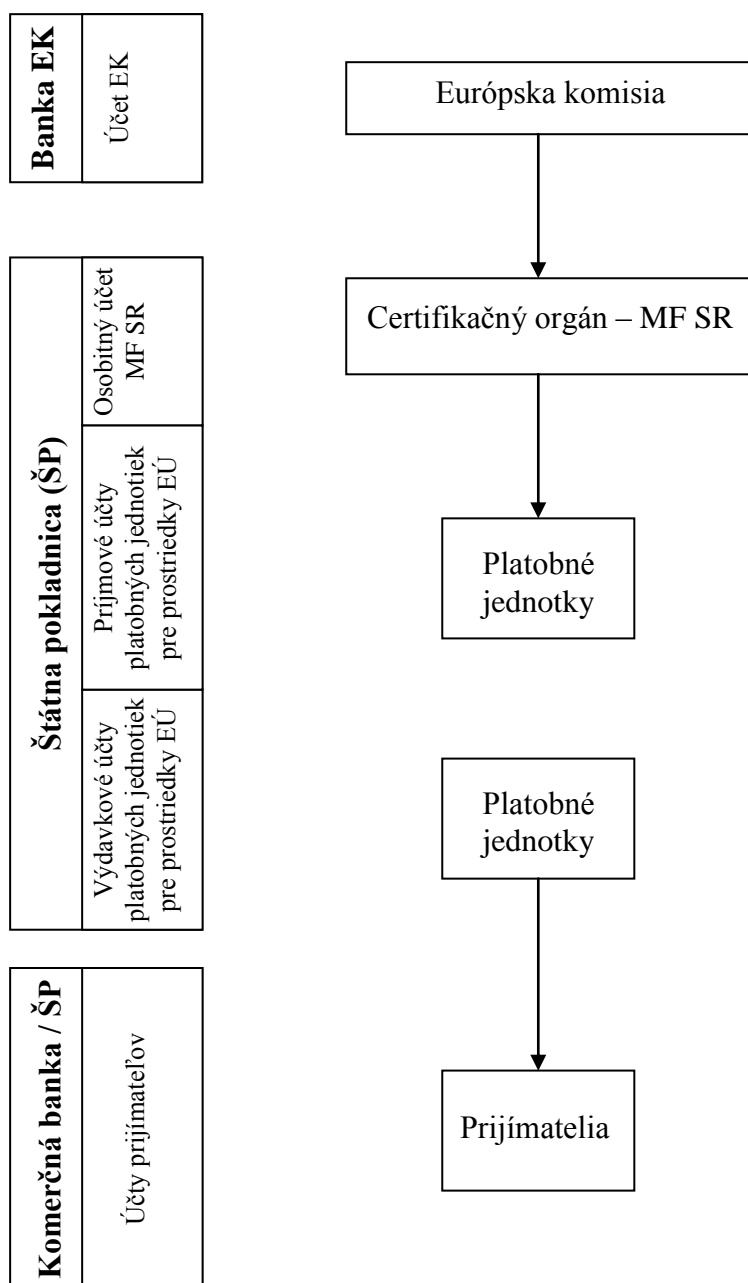 Banka EK
Účet EK
Európska komisia
Štátna pokladnica (ŠP)
Osobitný účet
MF SR
Certifikačný orgán – MF SR
Príjmové účty
platobných jednotiek
pre prostriedky EÚ
Platobné
jednotky
Výdavkové účty
platobných jednotiek
pre prostriedky EÚ
Platobné
jednotky
Komerčná banka / ŠP
Účty prijímateľov
Prijímatelia